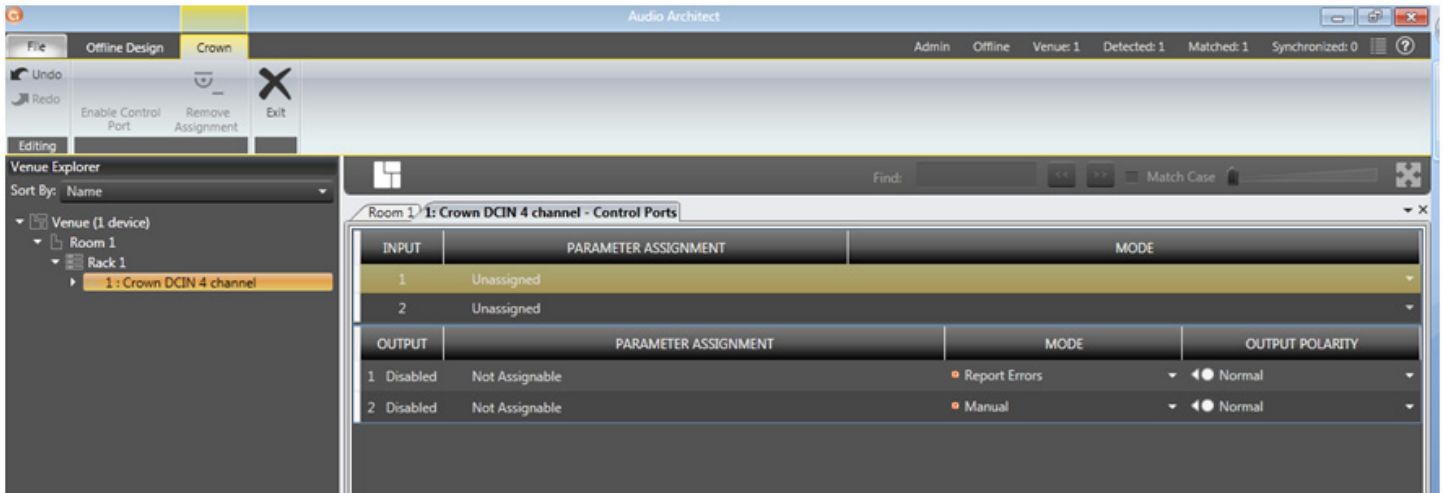 Audio Architect
File Offline Design Crown Admin Offline Venue: 1 Detected: 1 Matched: 1 Synchronized: 0 ?
Undo
Redo
Enable Control Port
Remove Assignment
Exit
Editing
Venue Explorer
Sort By: Name
Venue (1 device)
Room 1
Rack 1
1 : Crown DCIN 4 channel
Find: << >> Match Case
Room 1 1: Crown DCIN 4 channel - Control Ports
INPUT PARAMETER ASSIGNMENT MODE
1 Unassigned
2 Unassigned
OUTPUT PARAMETER ASSIGNMENT MODE OUTPUT POLARITY
1 Disabled Not Assignable Report Errors Normal
2 Disabled Not Assignable Manual Normal